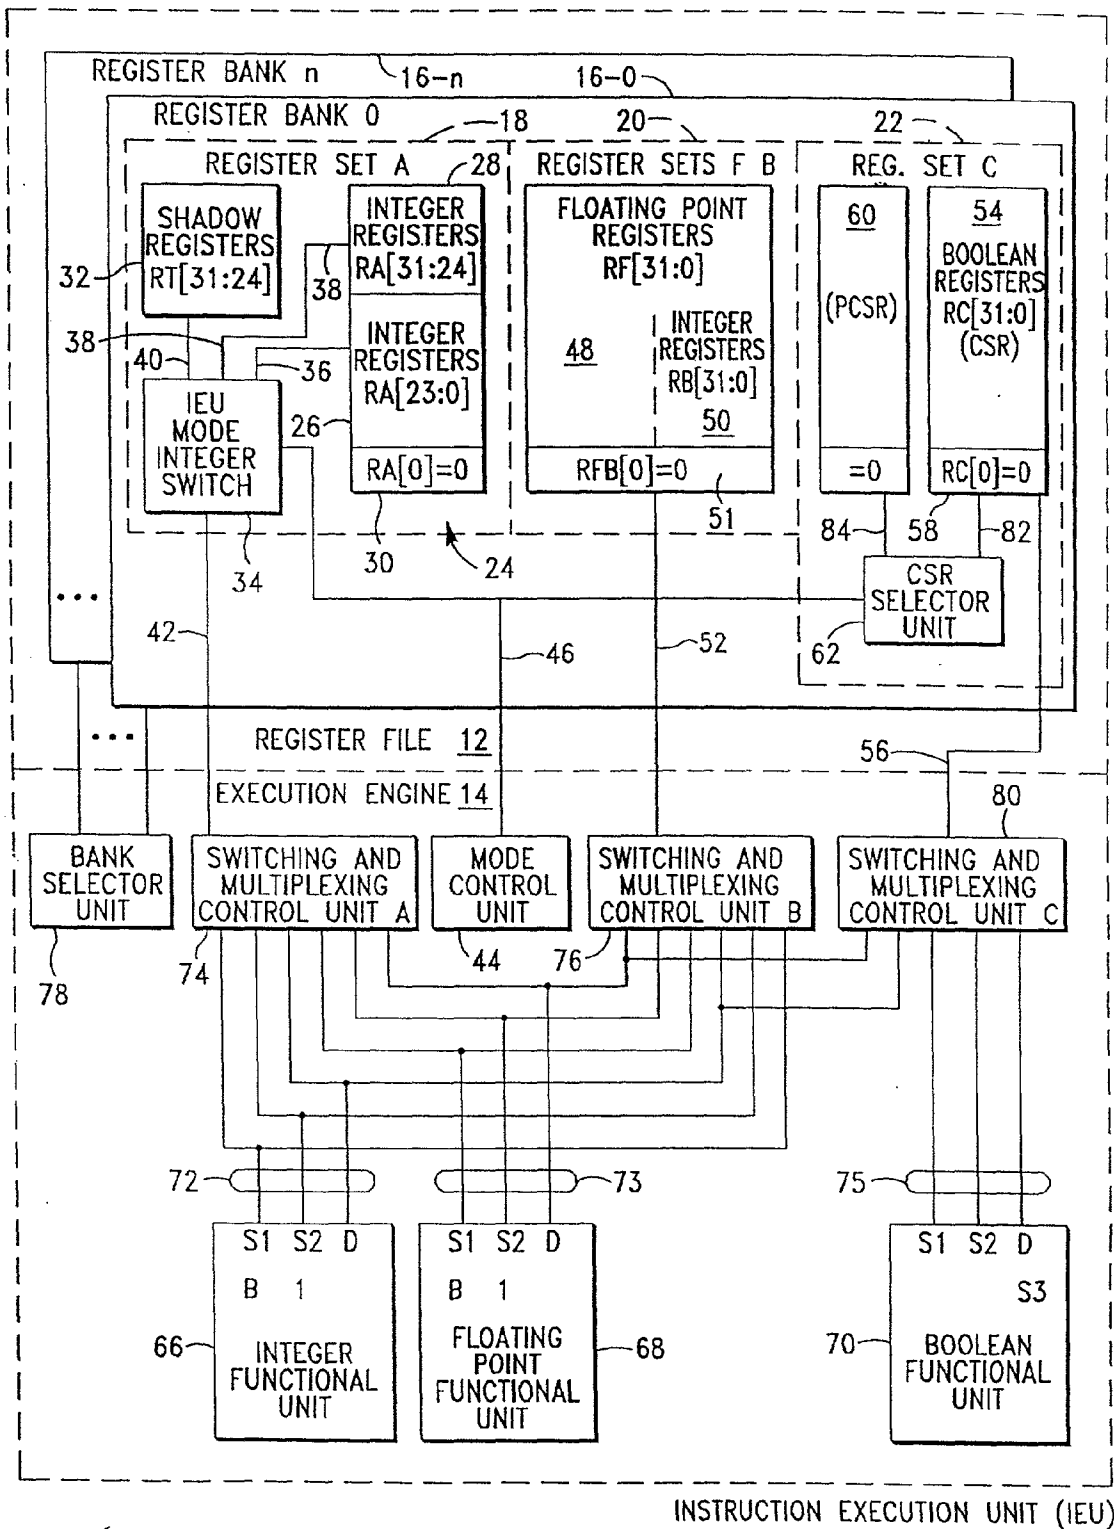 REGISTER BANK n
16-n
16-0
REGISTER BANK 0
18
20
22
REGISTER SET A
28
REGISTER SETS F B
REG. SET C
SHADOW
REGISTERS
RT[31:24]
32
INTEGER
REGISTERS
RA[31:24]
38
38
40
36
INTEGER
REGISTERS
RA[23:0]
26
RA[0]=0
30
24
IEU
MODE
INTEGER
SWITCH
34
FLOATING POINT
REGISTERS
RF[31:0]
48
INTEGER
REGISTERS
RB[31:0]
50
RFB[0]=0
51
60
(PCSR)
=0
54
BOOLEAN
REGISTERS
RC[31:0]
(CSR)
RC[0]=0
84
58
82
CSR
SELECTOR
UNIT
62
...
42
46
52
...
REGISTER FILE 12
56
EXECUTION ENGINE 14
80
BANK
SELECTOR
UNIT
78
SWITCHING AND
MULTIPLEXING
CONTROL UNIT A
74
MODE
CONTROL
UNIT
44
SWITCHING AND
MULTIPLEXING
CONTROL UNIT B
76
SWITCHING AND
MULTIPLEXING
CONTROL UNIT C
72
73
75
S1 S2 D
B 1
INTEGER
FUNCTIONAL
UNIT
66
S1 S2 D
B 1
FLOATING
POINT
FUNCTIONAL
UNIT
68
S1 S2 D
S3
BOOLEAN
FUNCTIONAL
UNIT
70
INSTRUCTION EXECUTION UNIT (IEU)